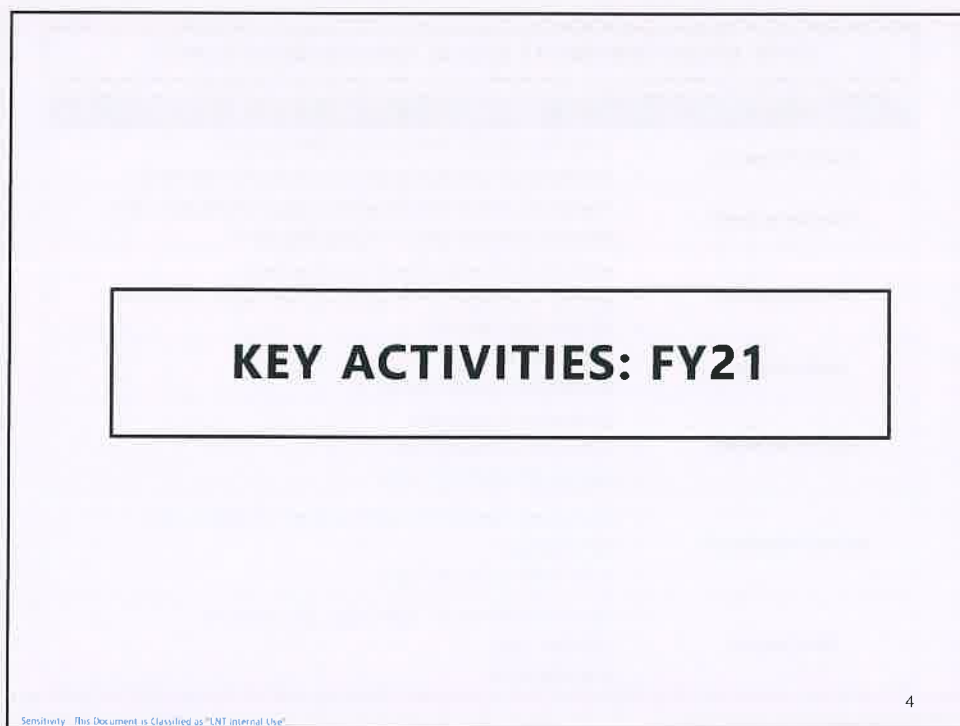 KEY ACTIVITIES: FY21
4
Sensitivity : This Document is Classified as "LNT Internal Use".